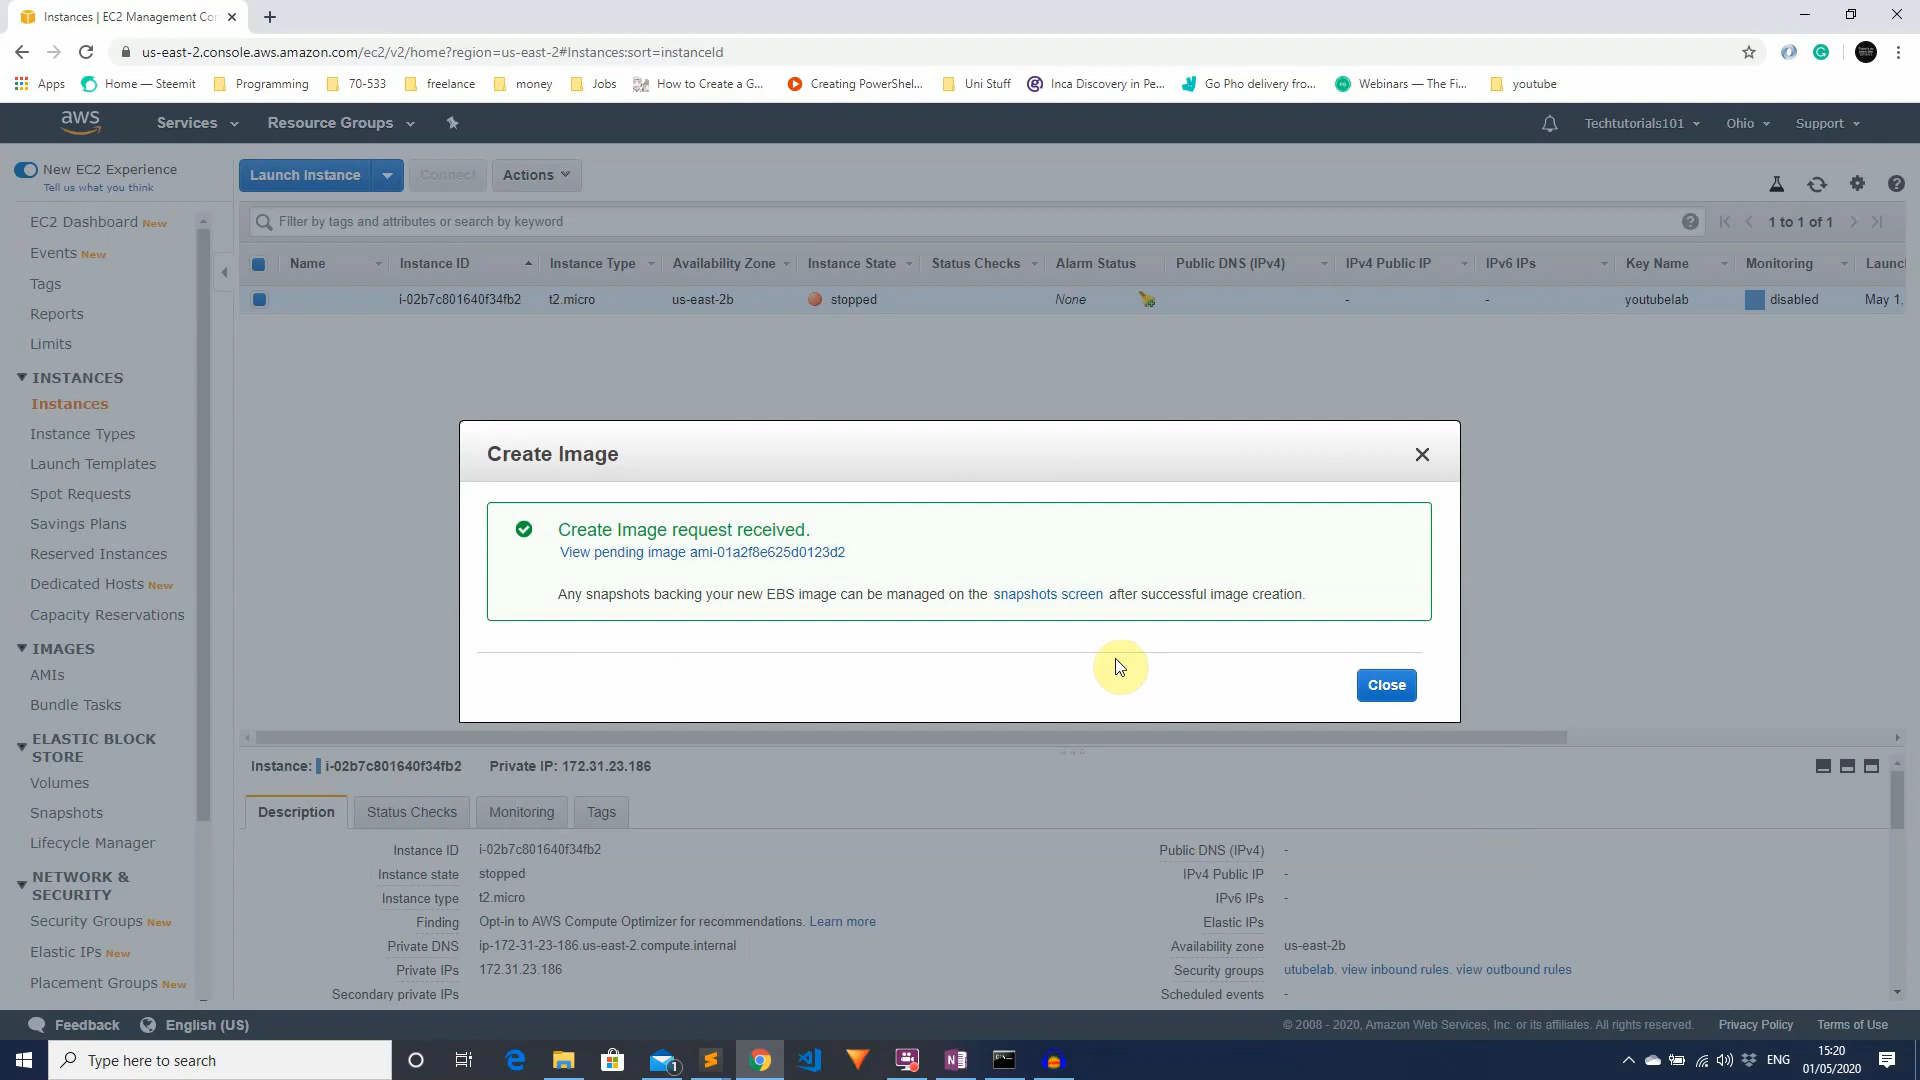 Instances | EC2 Management Con
us-east-2.console.aws.amazon.com/ec2/v2/home?region=us-east-2#Instances:sort=instanceId
Apps Home — Steemit Programming 70-533 freelance money Jobs How to Create a G... Creating PowerShel... Uni Stuff Inca Discovery in Pe... Go Pho delivery fro... Webinars — The Fi... youtube
aws Services Resource Groups Techtutorials101 Ohio Support
New EC2 Experience
Tell us what you think
Launch Instance Connect Actions
EC2 Dashboard New
Events New
Tags
Reports
Limits
INSTANCES
Instances
Instance Types
Launch Templates
Spot Requests
Savings Plans
Reserved Instances
Dedicated Hosts New
Capacity Reservations
IMAGES
AMIs
Bundle Tasks
ELASTIC BLOCK
STORE
Volumes
Snapshots
Lifecycle Manager
NETWORK &
SECURITY
Security Groups New
Elastic IPs New
Placement Groups New
Filter by tags and attributes or search by keyword 1 to 1 of 1
Name Instance ID Instance Type Availability Zone Instance State Status Checks Alarm Status Public DNS (IPv4) IPv4 Public IP IPv6 IPs Key Name Monitoring Launc
i-02b7c801640f34fb2 t2.micro us-east-2b stopped None - - youtubelab disabled May 1,
Create Image
Create Image request received.
View pending image ami-01a2f8e625d0123d2
Any snapshots backing your new EBS image can be managed on the snapshots screen after successful image creation.
Close
Instance: i-02b7c801640f34fb2 Private IP: 172.31.23.186
Description Status Checks Monitoring Tags
Instance ID i-02b7c801640f34fb2 Public DNS (IPv4) -
Instance state stopped IPv4 Public IP -
Instance type t2.micro IPv6 IPs -
Finding Opt-in to AWS Compute Optimizer for recommendations. Learn more Elastic IPs
Private DNS ip-172-31-23-186.us-east-2.compute.internal Availability zone us-east-2b
Private IPs 172.31.23.186 Security groups utubelab. view inbound rules. view outbound rules
Secondary private IPs Scheduled events -
Feedback English (US) © 2008 - 2020, Amazon Web Services, Inc. or its affiliates. All rights reserved. Privacy Policy Terms of Use
Type here to search 1 ENG 15:20
01/05/2020